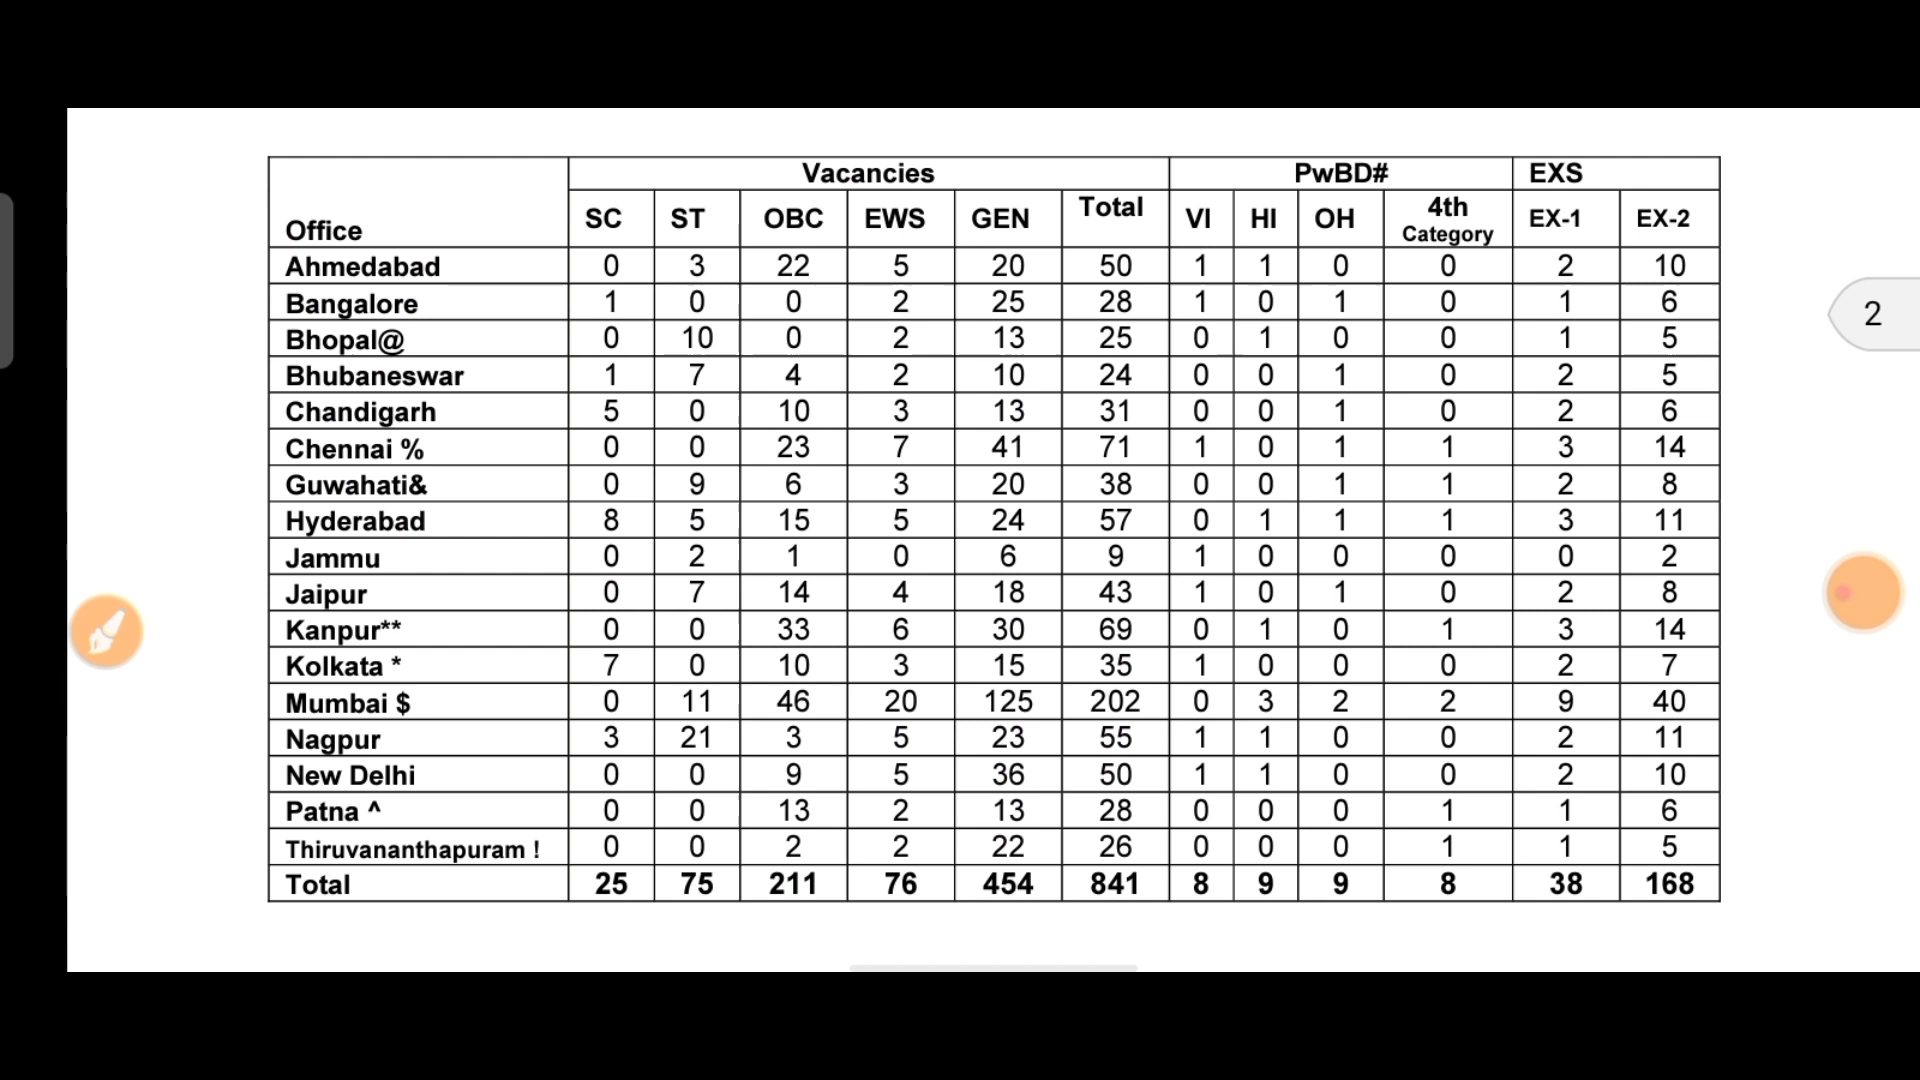 Vacancies PwBD# EXS
Office SC ST OBC EWS GEN Total VI HI OH 4th Category EX-1 EX-2
Ahmedabad 0 3 22 5 20 50 1 1 0 0 2 10
Bangalore 1 0 0 2 25 28 1 0 1 0 1 6
Bhopal@ 0 10 0 2 13 25 0 1 0 0 1 5
Bhubaneswar 1 7 4 2 10 24 0 0 1 0 2 5
Chandigarh 5 0 10 3 13 31 0 0 1 0 2 6
Chennai % 0 0 23 7 41 71 1 0 1 1 3 14
Guwahati& 0 9 6 3 20 38 0 0 1 1 2 8
Hyderabad 8 5 15 5 24 57 0 1 1 1 3 11
Jammu 0 2 1 0 6 9 1 0 0 0 0 2
Jaipur 0 7 14 4 18 43 1 0 1 0 2 8
Kanpur** 0 0 33 6 30 69 0 1 0 1 3 14
Kolkata * 7 0 10 3 15 35 1 0 0 0 2 7
Mumbai $ 0 11 46 20 125 202 0 3 2 2 9 40
Nagpur 3 21 3 5 23 55 1 1 0 0 2 11
New Delhi 0 0 9 5 36 50 1 1 0 0 2 10
Patna ^ 0 0 13 2 13 28 0 0 0 1 1 6
Thiruvananthapuram ! 0 0 2 2 22 26 0 0 0 1 1 5
Total 25 75 211 76 454 841 8 9 9 8 38 168
2